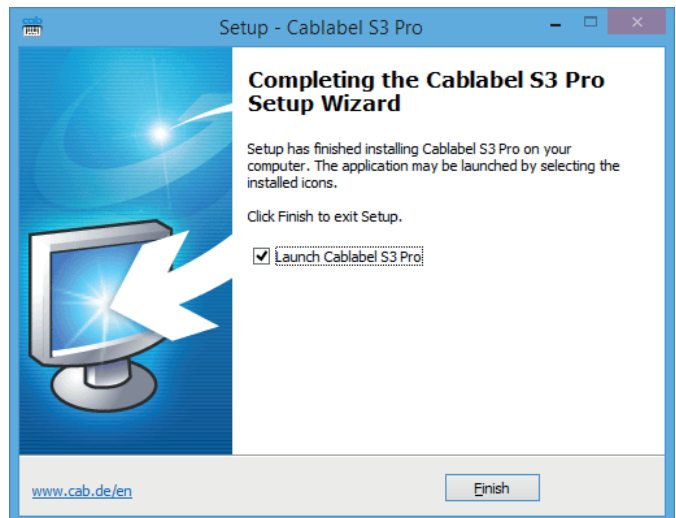 cab
Setup - Cablabel S3 Pro
Completing the Cablabel S3 Pro
Setup Wizard
Setup has finished installing Cablabel S3 Pro on your
computer. The application may be launched by selecting the
installed icons.
Click Finish to exit Setup.
Launch Cablabel S3 Pro
www.cab.de/en
Finish